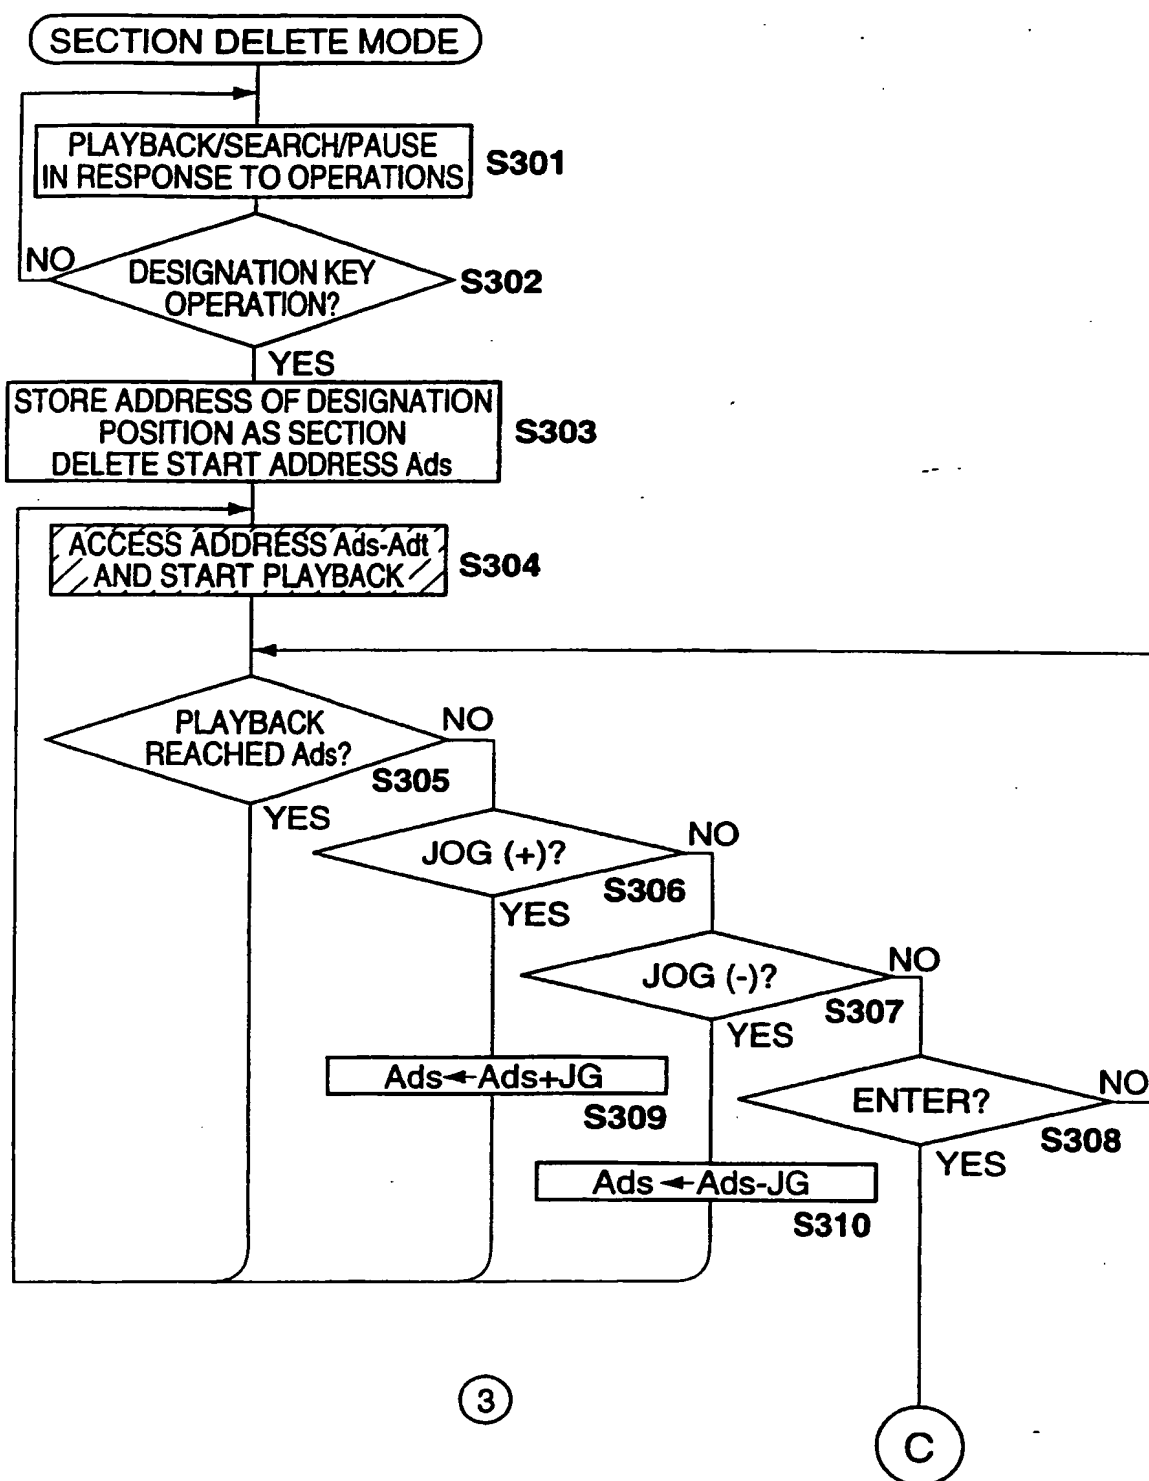 SECTION DELETE MODE
PLAYBACK/SEARCH/PAUSE
IN RESPONSE TO OPERATIONS
S301
NO
DESIGNATION KEY
OPERATION?
S302
YES
STORE ADDRESS OF DESIGNATION
POSITION AS SECTION
DELETE START ADDRESS Ads
S303
ACCESS ADDRESS Ads-Adt
AND START PLAYBACK
S304
PLAYBACK
REACHED Ads?
NO
S305
YES
JOG (+)?
NO
S306
YES
JOG (-)?
NO
S307
YES
Ads←Ads+JG
S309
ENTER?
NO
S308
YES
Ads←Ads-JG
S310
3
C